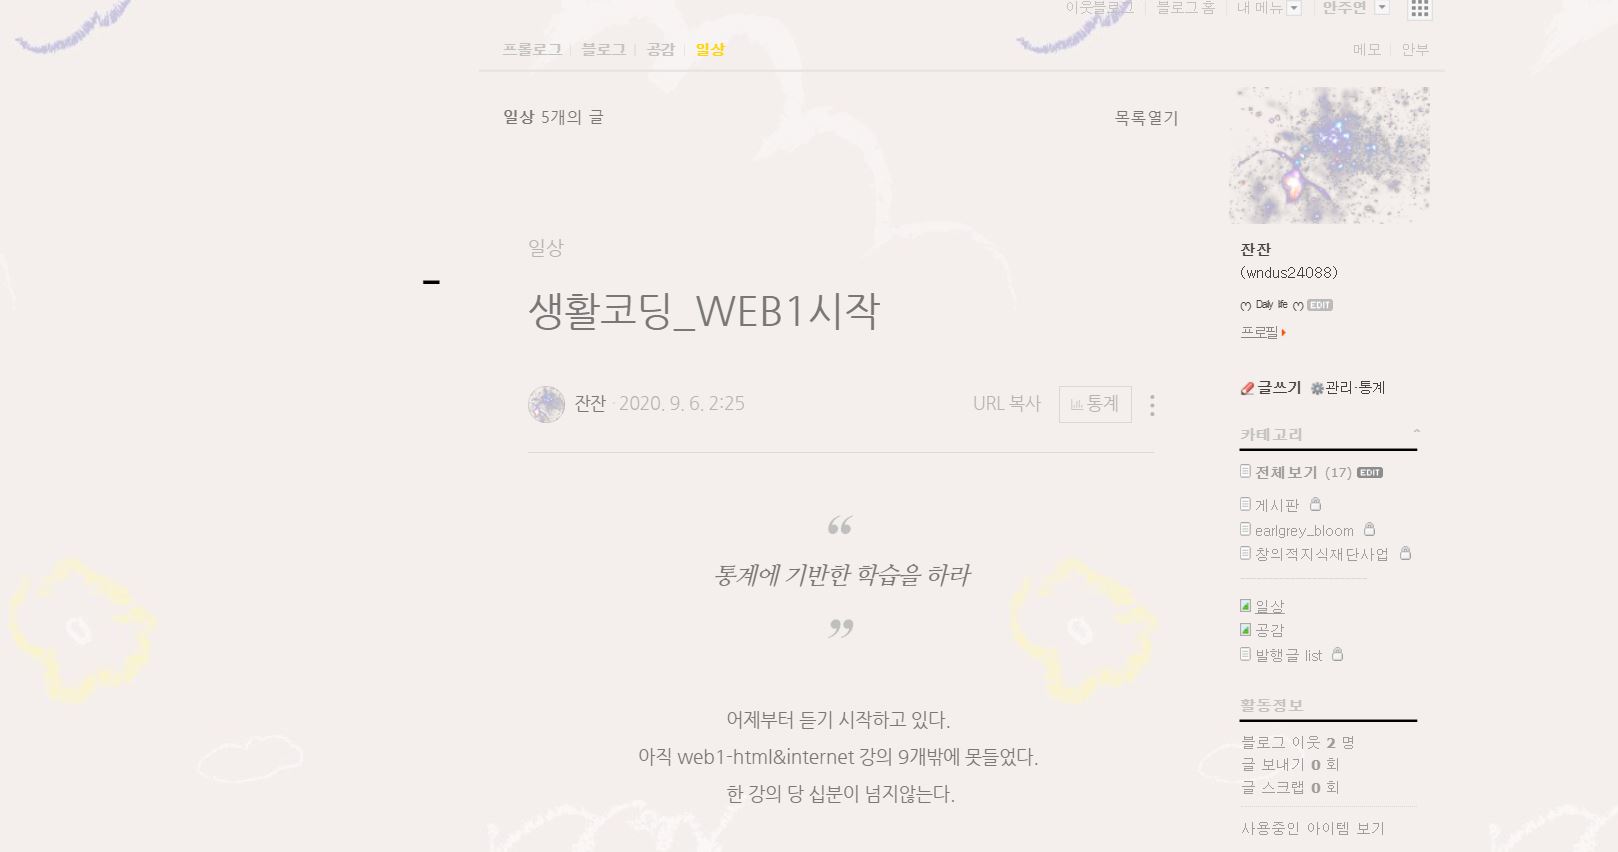 이웃블로그 블로그 홈 내 메뉴 안주연
프롤로그 블로그 공감 일상 메모 안부
일상 5개의 글 목록열기
일상
생활코딩_WEB1시작
잔잔 · 2020. 9. 6. 2:25 URL 복사 통계
“
통계에 기반한 학습을 하라
”
어제부터 듣기 시작하고 있다.
아직 web1-html&internet 강의 9개밖에 못들었다.
한 강의 당 십분이 넘지않는다.
잔잔
(wndus24088)
ෆ Daily life ෆ EDIT
프로필
글쓰기 관리·통계
카테고리
전체보기 (17) EDIT
게시판
earlgrey_bloom
창의적지식재단사업
일상
공감
발행글 list
활동정보
블로그 이웃 2 명
글 보내기 0 회
글 스크랩 0 회
사용중인 아이템 보기